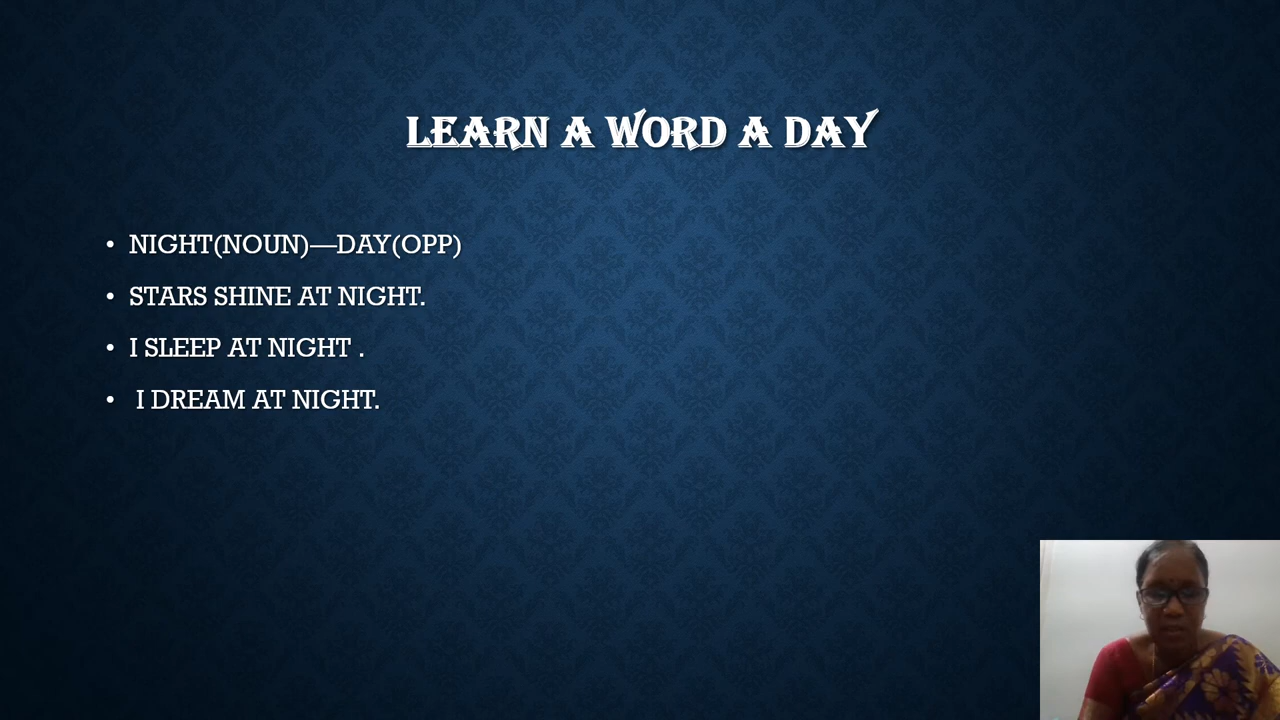 LEARN A WORD A DAY
• NIGHT(NOUN)—DAY(OPP)
• STARS SHINE AT NIGHT.
• I SLEEP AT NIGHT .
• I DREAM AT NIGHT.